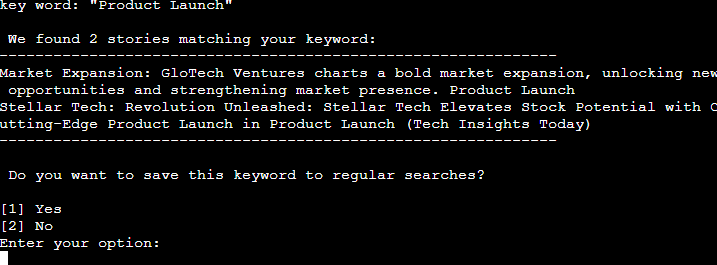 key word: "Product Launch"
We found 2 stories matching your keyword:
--------------------------------------------------------------
Market Expansion: GloTech Ventures charts a bold market expansion, unlocking new
opportunities and strengthening market presence. Product Launch
Stellar Tech: Revolution Unleashed: Stellar Tech Elevates Stock Potential with C
utting-Edge Product Launch in Product Launch (Tech Insights Today)
--------------------------------------------------------------
Do you want to save this keyword to regular searches?
[1] Yes
[2] No
Enter your option: